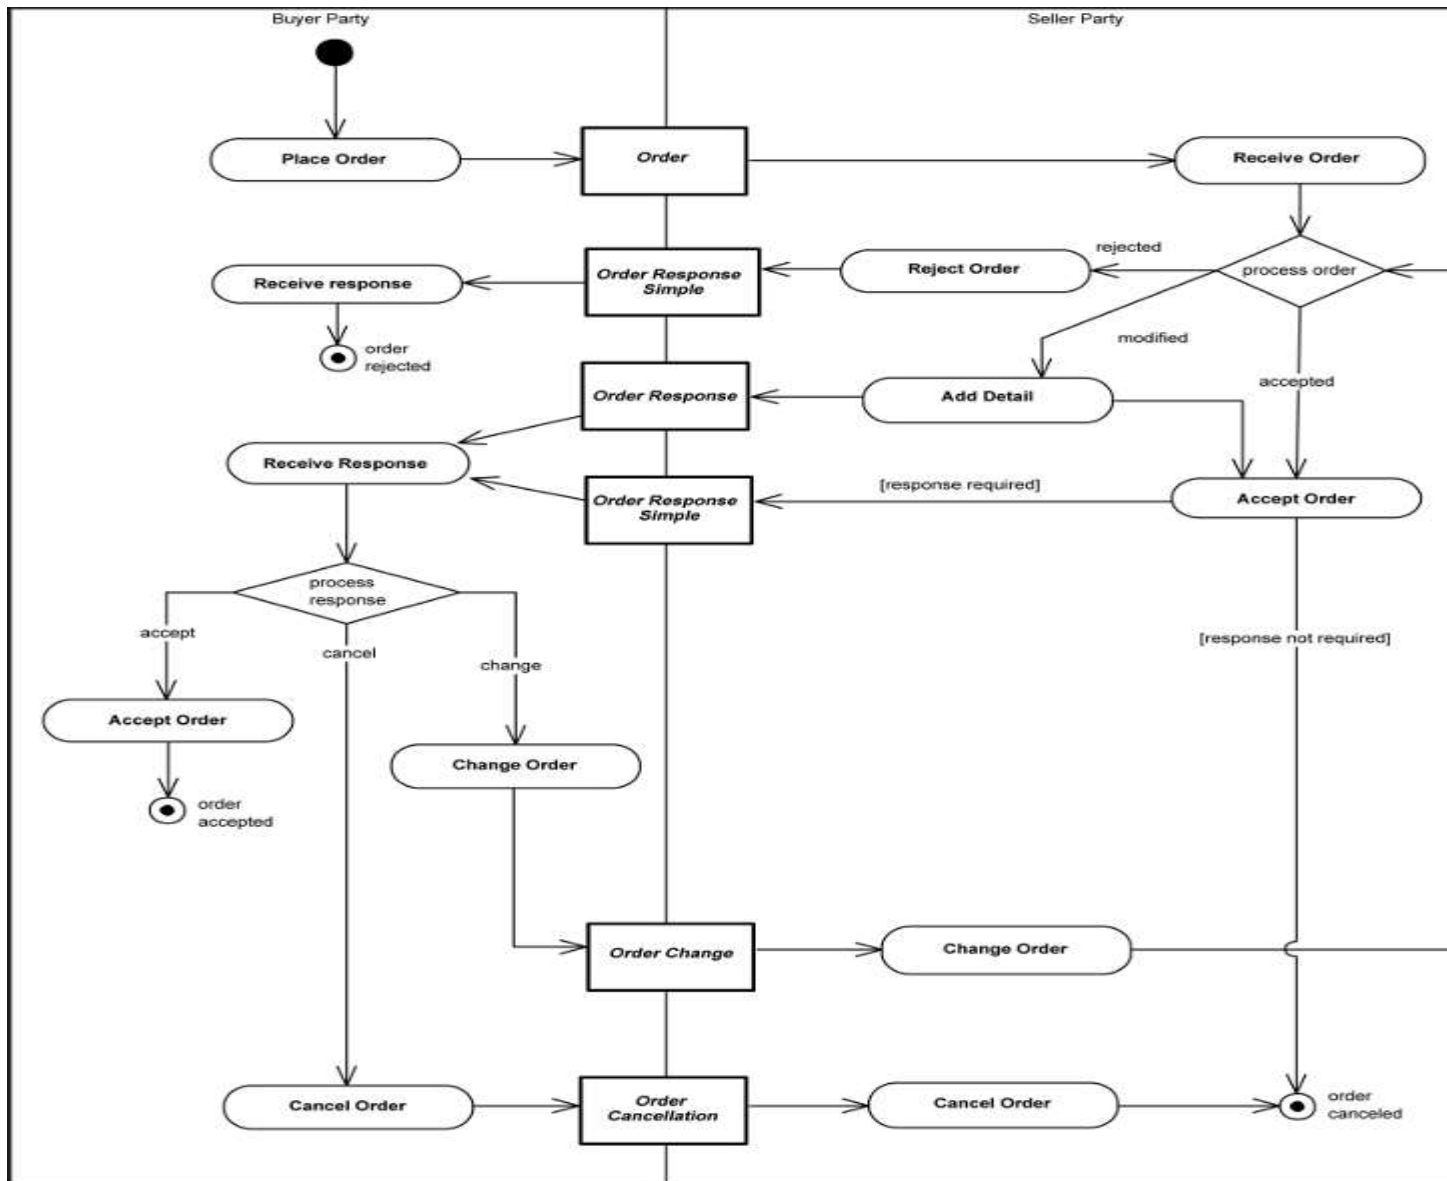 Buyer Party
Seller Party
Place Order
Order
Receive Order
rejected
Receive response
Order Response
Simple
Reject Order
process order
order
rejected
modified
Order Response
Add Detail
accepted
Receive Response
Order Response
Simple
[response required]
Accept Order
process
response
accept
cancel
change
[response not required]
Accept Order
Change Order
order
accepted
Order Change
Change Order
Cancel Order
Order
Cancellation
Cancel Order
order
canceled